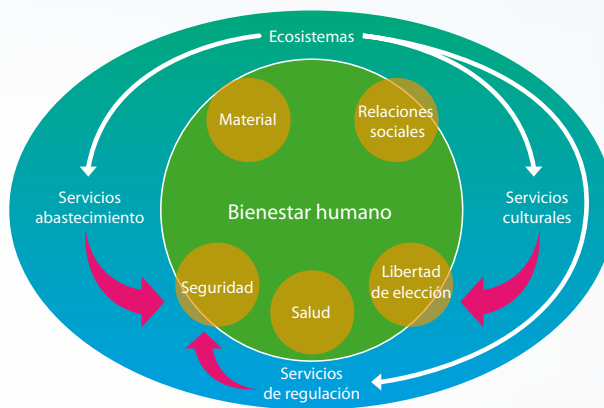 Ecosistemas
Material
Relaciones
sociales
Servicios
abastecimiento
Bienestar humano
Servicios
culturales
Seguridad
Salud
Libertad
de elección
Servicios
de regulación